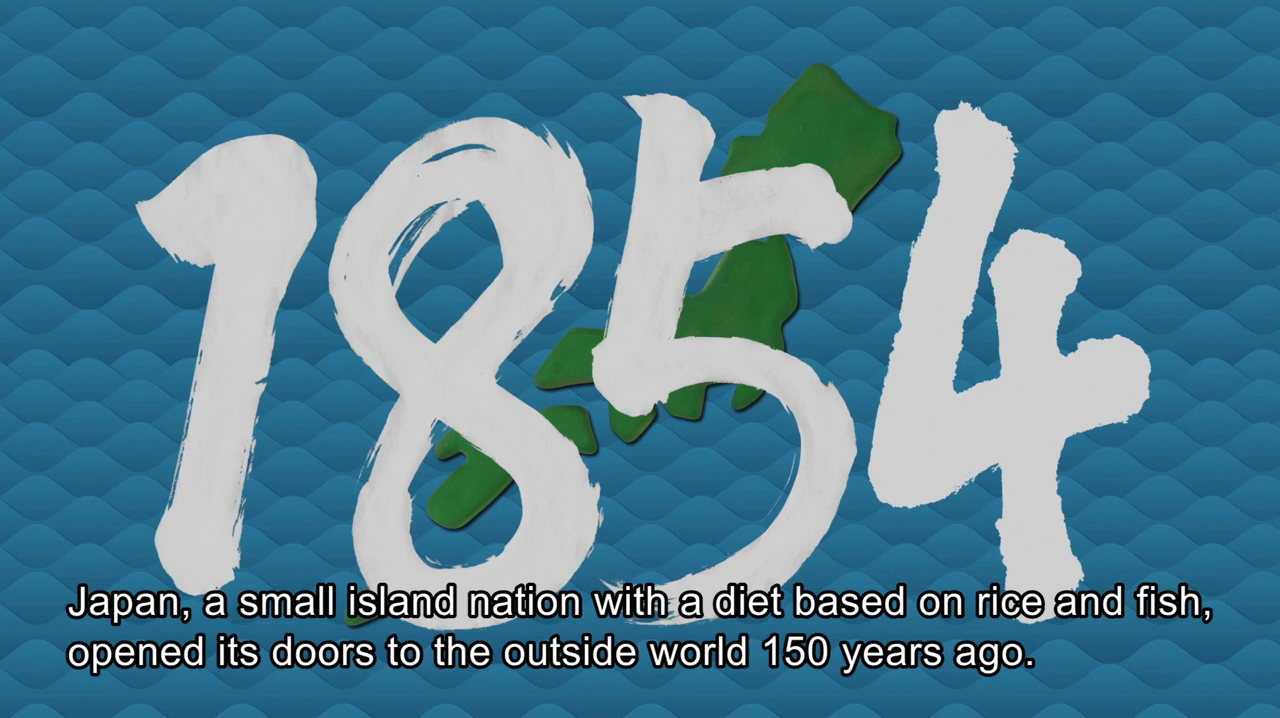 1854
Japan, a small island nation with a diet based on rice and fish,
opened its doors to the outside world 150 years ago.